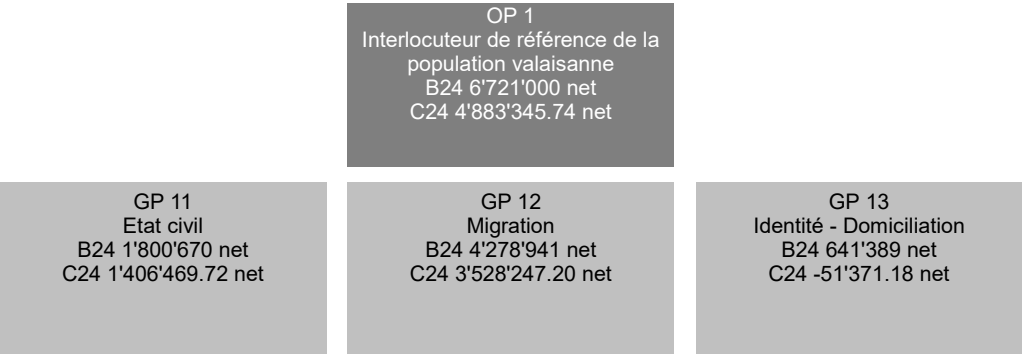 OP 1
Interlocuteur de référence de la
population valaisanne
B24 6'721'000 net
C24 4'883'345.74 net
GP 11
Etat civil
B24 1'800'670 net
C24 1'406'469.72 net
GP 12
Migration
B24 4'278'941 net
C24 3'528'247.20 net
GP 13
Identité - Domiciliation
B24 641'389 net
C24 -51'371.18 net